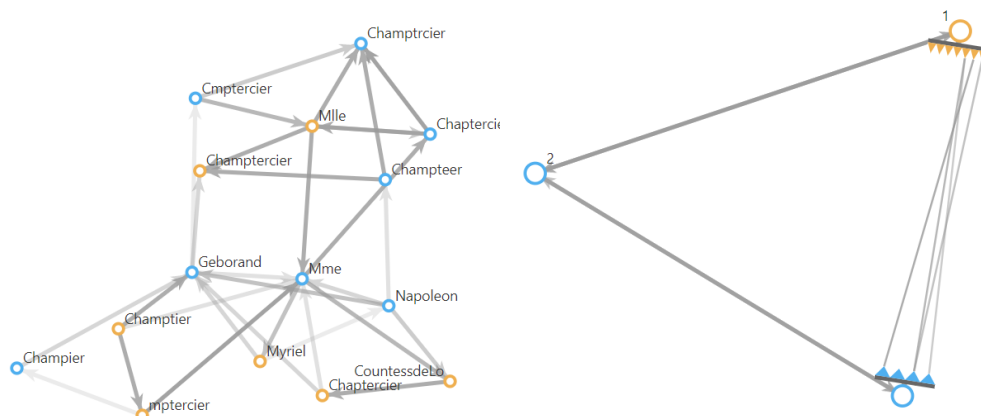 Champtrcier
1
Cmptercier
Mlle
Chaptercie
Champtercier
Champteer
2
Geborand
Mme
Napoleon
Champtier
Champier
Myriel
CountessdeLo
Chaptercier
mptercier